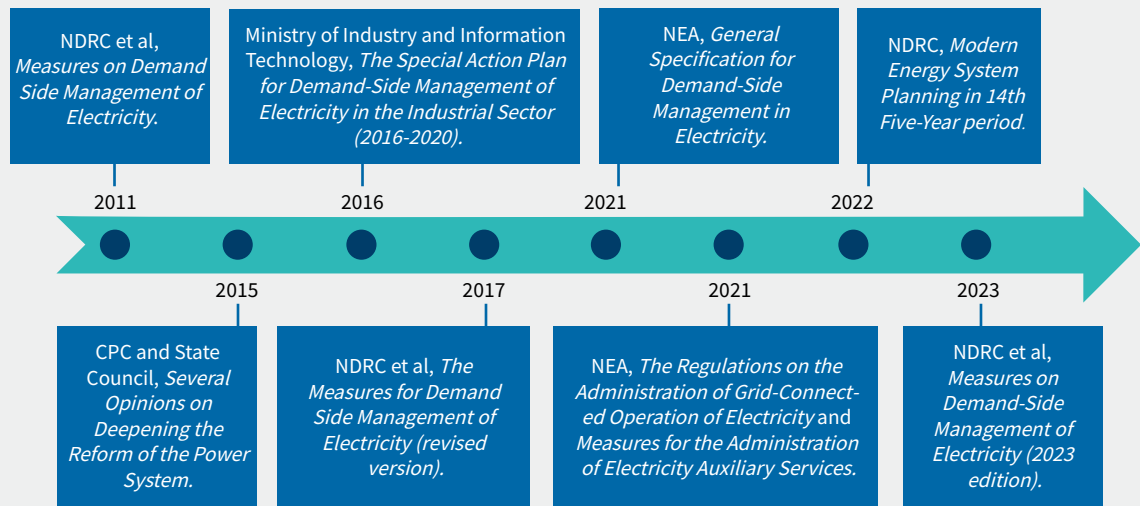 NDRC et al,
Measures on Demand
Side Management of
Electricity.
Ministry of Industry and Information
Technology, The Special Action Plan
for Demand-Side Management of
Electricity in the Industrial Sector
(2016-2020).
NEA, General
Specification for
Demand-Side
Management in
Electricity.
NDRC, Modern
Energy System
Planning in 14th
Five-Year period.
2011
2016
2021
2022
2015
2017
2021
2023
CPC and State
Council, Several
Opinions on
Deepening the
Reform of the Power
System.
NDRC et al, The
Measures for Demand
Side Management of
Electricity (revised
version).
NEA, The Regulations on the
Administration of Grid-Connect-
ed Operation of Electricity and
Measures for the Administration
of Electricity Auxiliary Services.
NDRC et al,
Measures on
Demand-Side
Management of
Electricity (2023
edition).